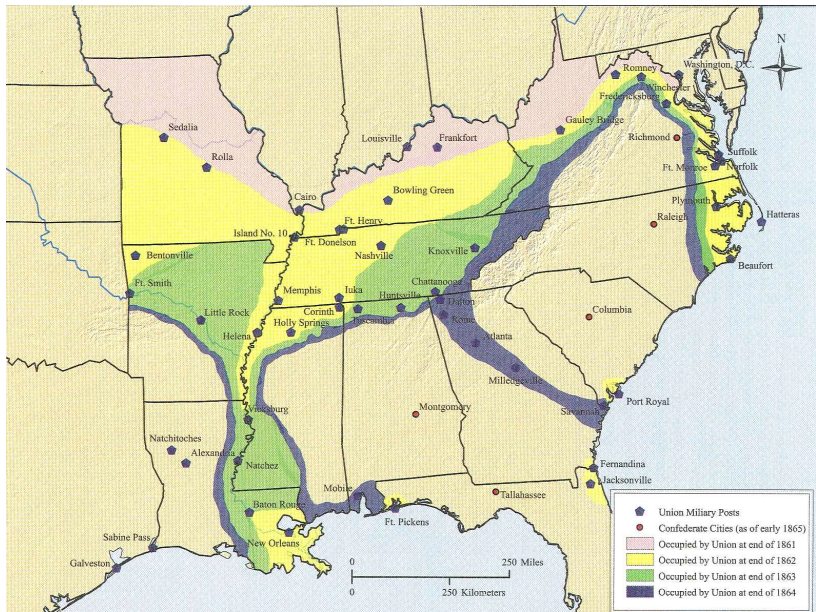 N
Romney
Washington, D.C.
Winchester
Fredericksburg
Sedalia
Gauley Bridge
Louisville
Frankfort
Richmond
Rolla
Suffolk
Ft. Monroe
Norfolk
Bowling Green
Cairo
Plymouth
Ft. Henry
Hatteras
Island No. 10
Ft. Donelson
Raleigh
Nashville
Knoxville
Bentonville
Beaufort
Ft. Smith
Memphis
Iuka
Chattanooga
Huntsville
Dalton
Little Rock
Corinth
Tuscumbia
Rome
Columbia
Helena
Holly Springs
Atlanta
Milledgeville
Port Royal
Savannah
Vicksburg
Montgomery
Natchitoches
Alexandria
Natchez
Fernandina
Mobile
Jacksonville
Tallahassee
Baton Rouge
Ft. Pickens
New Orleans
Sabine Pass
Galveston
0 250 Miles
0 250 Kilometers
Union Miliary Posts
Confederate Cities (as of early 1865)
Occupied by Union at end of 1861
Occupied by Union at end of 1862
Occupied by Union at end of 1863
Occupied by Union at end of 1864